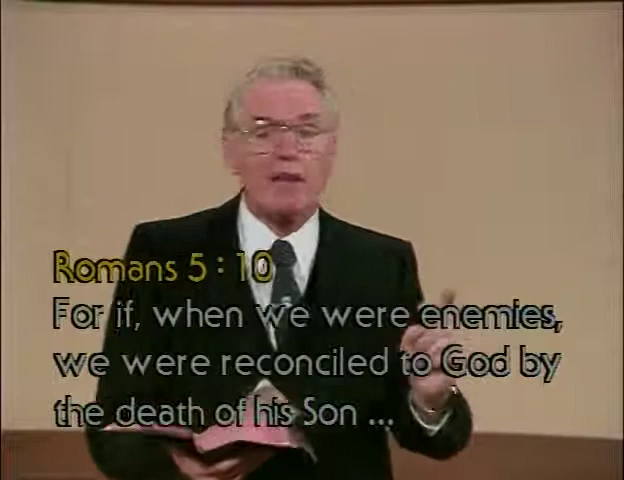 Romans 5:10
For if, when we were enemies,
we were reconciled to God by
the death of his Son ...